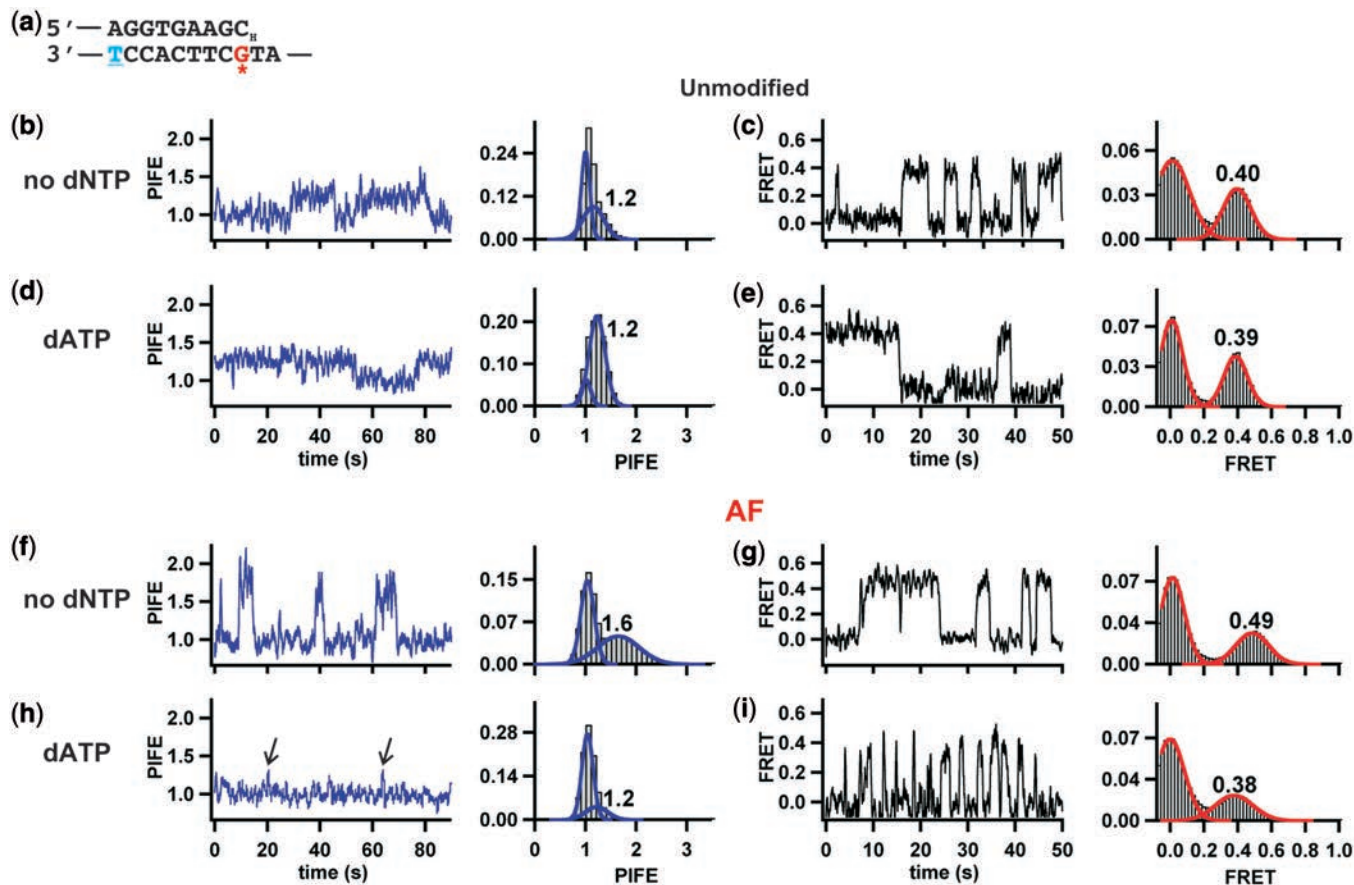 (a)
5'—AGGTGAAGC H
3'—TCCACTTCGTA—
*
Unmodified
(b)
no dNTP
PIFE
2.0
1.5
1.0
0.24
0.12
0.00
1.2
(c)
FRET
0.6
0.4
0.2
0.0
0.06
0.03
0.00
0.40
(d)
dATP
PIFE
2.0
1.5
1.0
0 20 40 60 80
time (s)
0.20
0.10
0.00
1.2
0 1 2 3
PIFE
(e)
FRET
0.6
0.4
0.2
0.0
0 10 20 30 40 50
time (s)
0.07
0.03
0.00
0.39
0.0 0.2 0.4 0.6 0.8 1.0
FRET
AF
(f)
no dNTP
PIFE
2.0
1.5
1.0
0.15
0.07
0.00
1.6
(g)
FRET
0.6
0.4
0.2
0.0
0.07
0.04
0.00
0.49
(h)
dATP
PIFE
2.0
1.5
1.0
0 20 40 60 80
time (s)
0.28
0.14
0.00
1.2
0 1 2 3
PIFE
(i)
FRET
0.6
0.4
0.2
0.0
0 10 20 30 40 50
time (s)
0.07
0.04
0.00
0.38
0.0 0.2 0.4 0.6 0.8 1.0
FRET